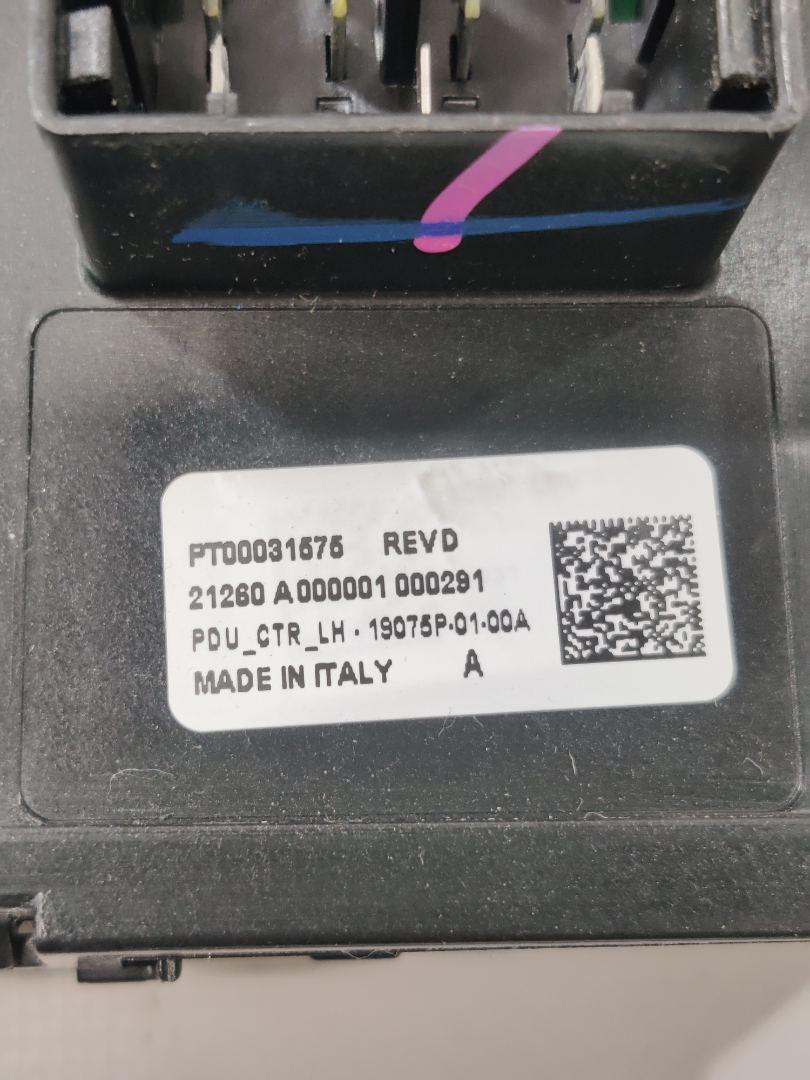 PT00031575 REVD
21260 A000001 000291
PDU_CTR_LH - 19075P-01-00A
MADE IN ITALY A